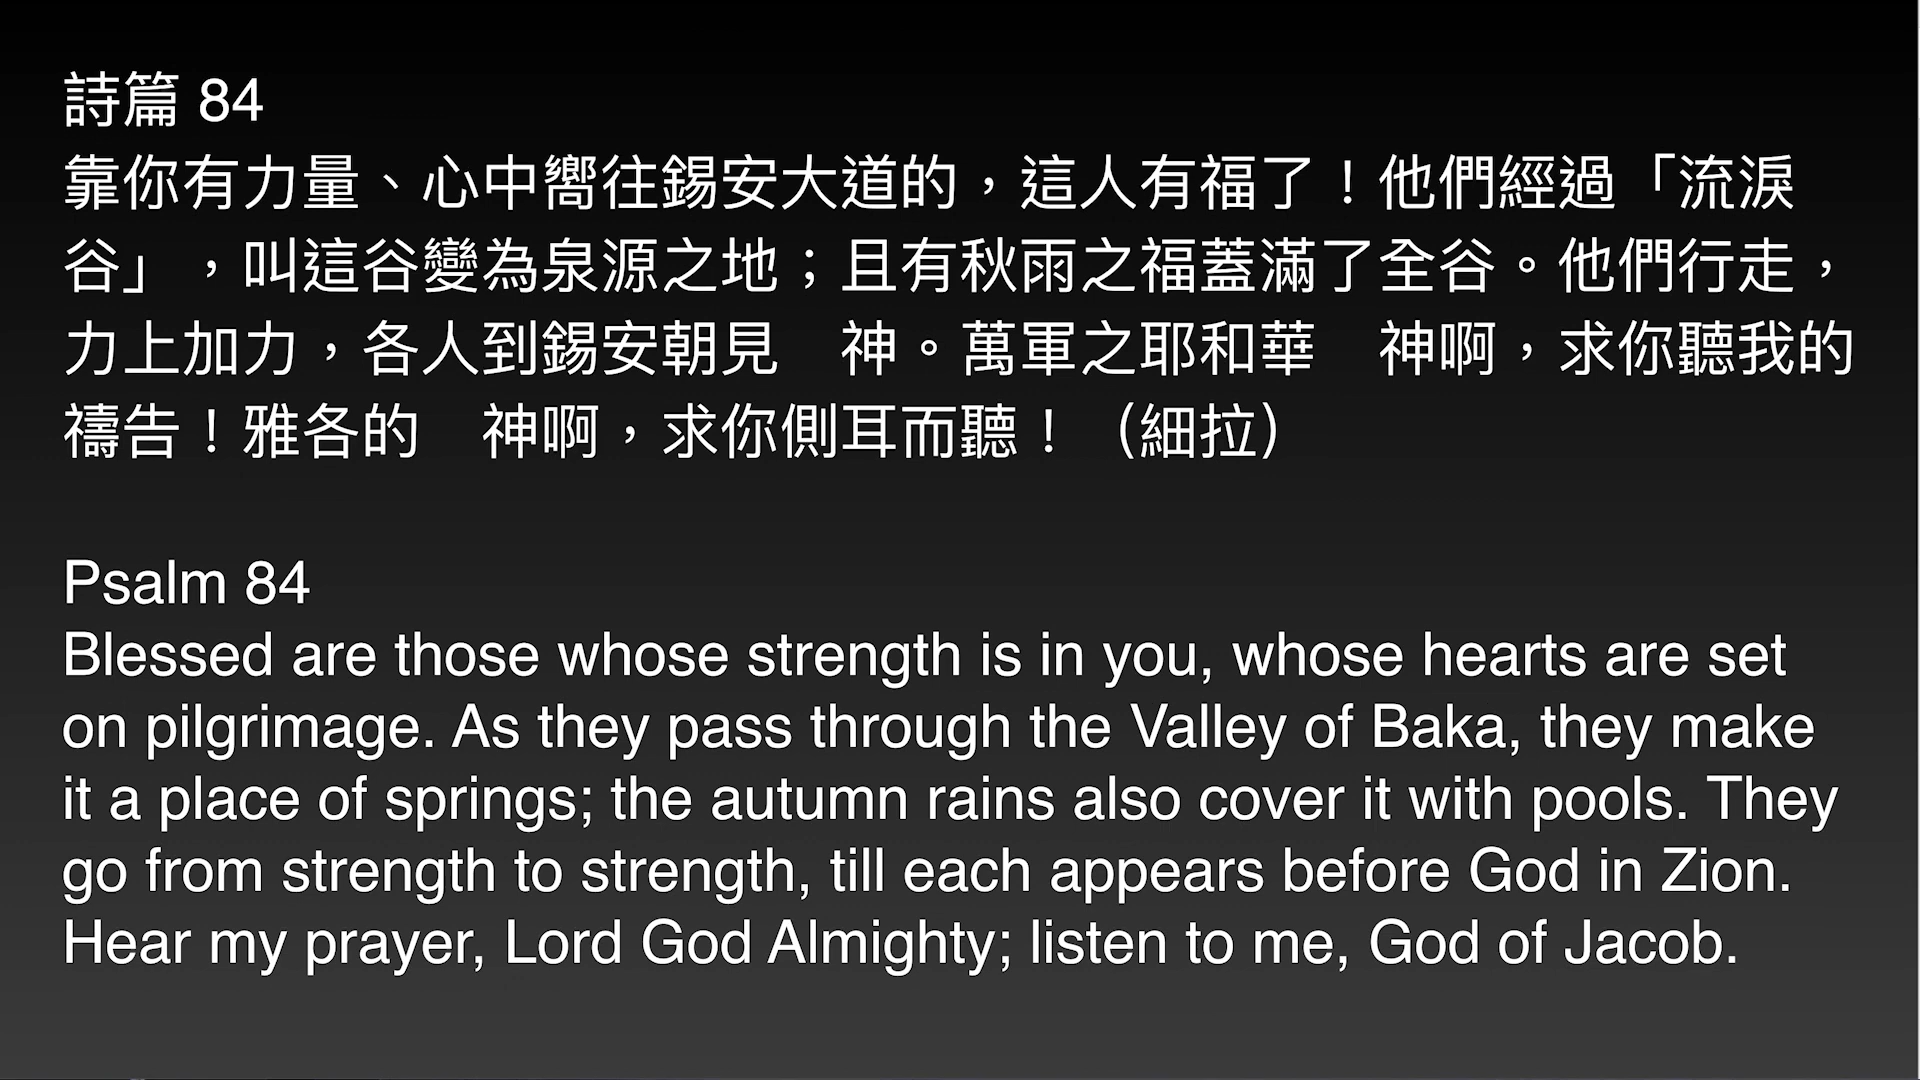 詩篇 84
靠你有力量、心中嚮往錫安大道的，這人有福了！他們經過「流淚
谷」，叫這谷變為泉源之地；且有秋雨之福蓋滿了全谷。他們行走，
力上加力，各人到錫安朝見　神。萬軍之耶和華　神啊，求你聽我的
禱告！雅各的　神啊，求你側耳而聽！（細拉）
Psalm 84
Blessed are those whose strength is in you, whose hearts are set
on pilgrimage. As they pass through the Valley of Baka, they make
it a place of springs; the autumn rains also cover it with pools. They
go from strength to strength, till each appears before God in Zion.
Hear my prayer, Lord God Almighty; listen to me, God of Jacob.